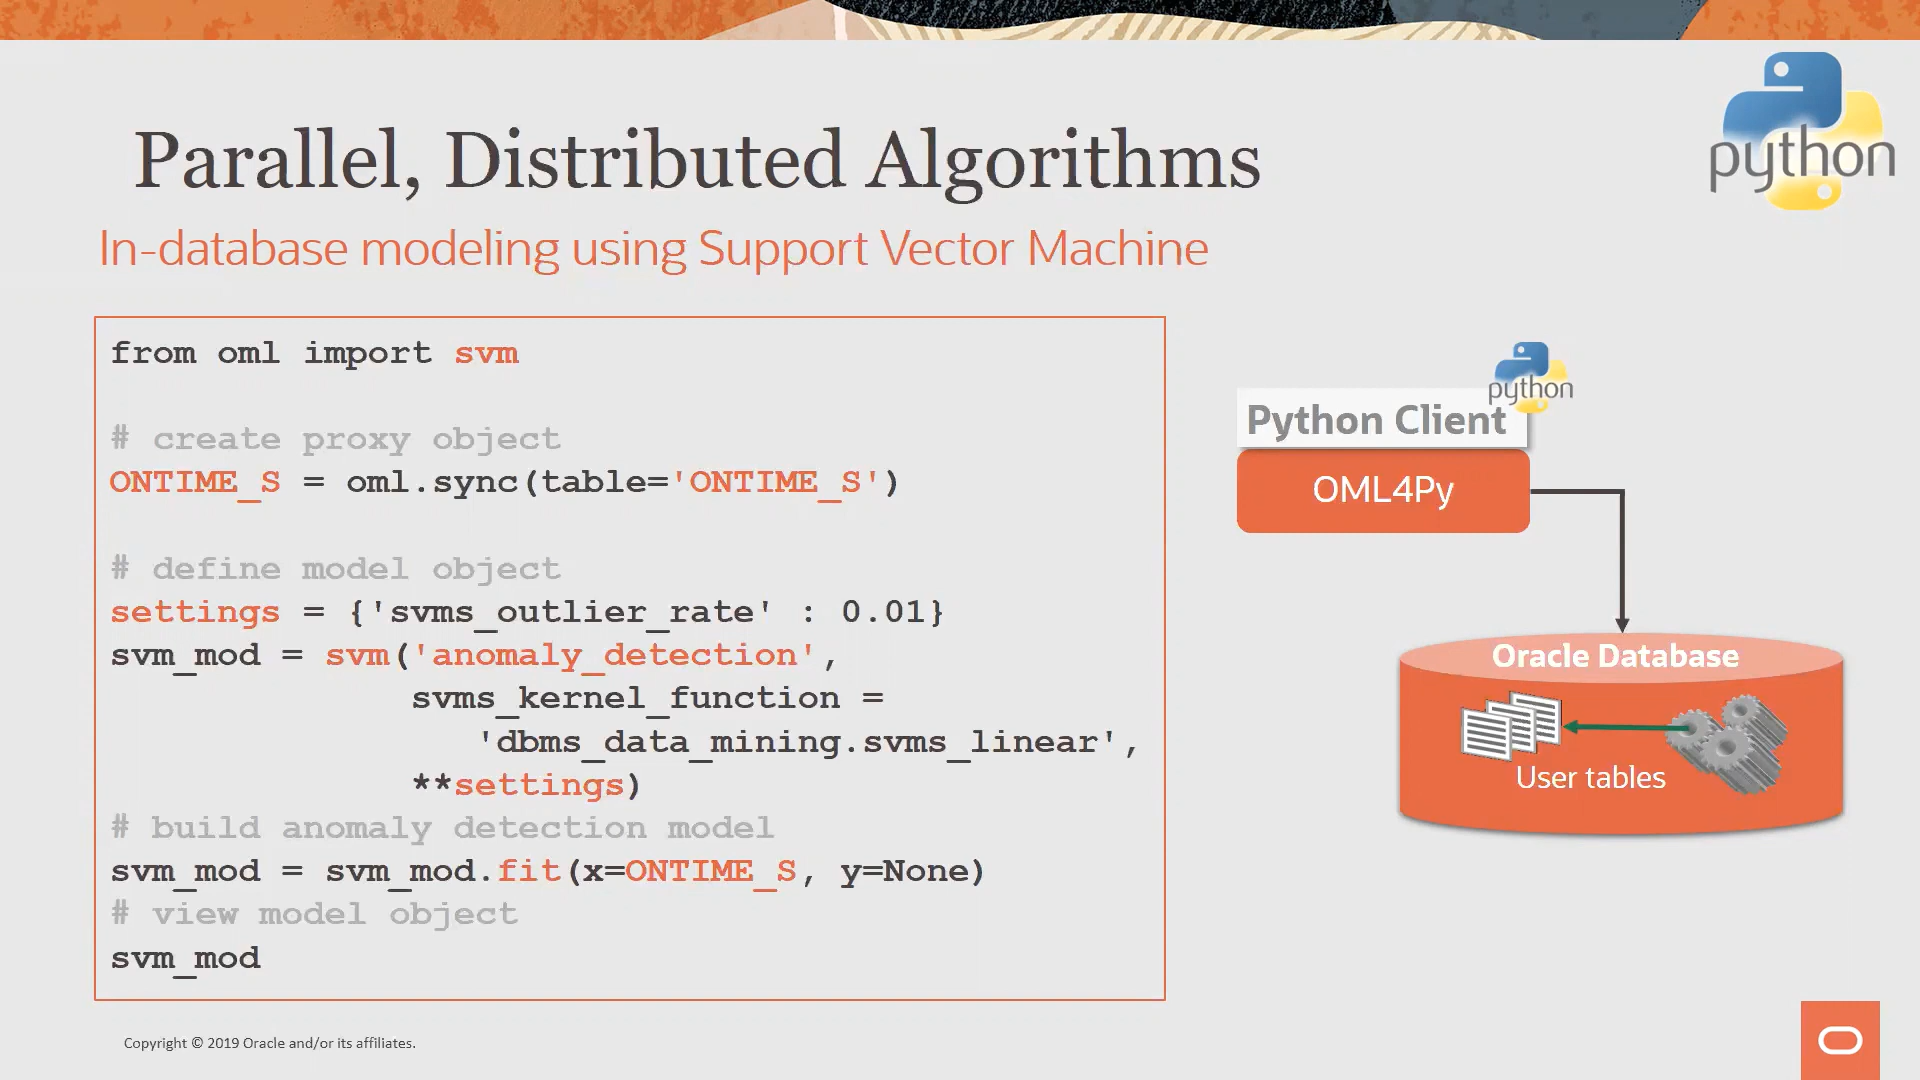 python
Parallel, Distributed Algorithms
In-database modeling using Support Vector Machine
from oml import svm
# create proxy object
ONTIME_S = oml.sync(table='ONTIME_S')
# define model object
settings = {'svms_outlier_rate' : 0.01}
svm_mod = svm('anomaly_detection',
svms_kernel_function =
'dbms_data_mining.svms_linear',
**settings)
# build anomaly detection model
svm_mod = svm_mod.fit(x=ONTIME_S, y=None)
# view model object
svm_mod
python
Python Client
OML4Py
Oracle Database
User tables
Copyright © 2019 Oracle and/or its affiliates.